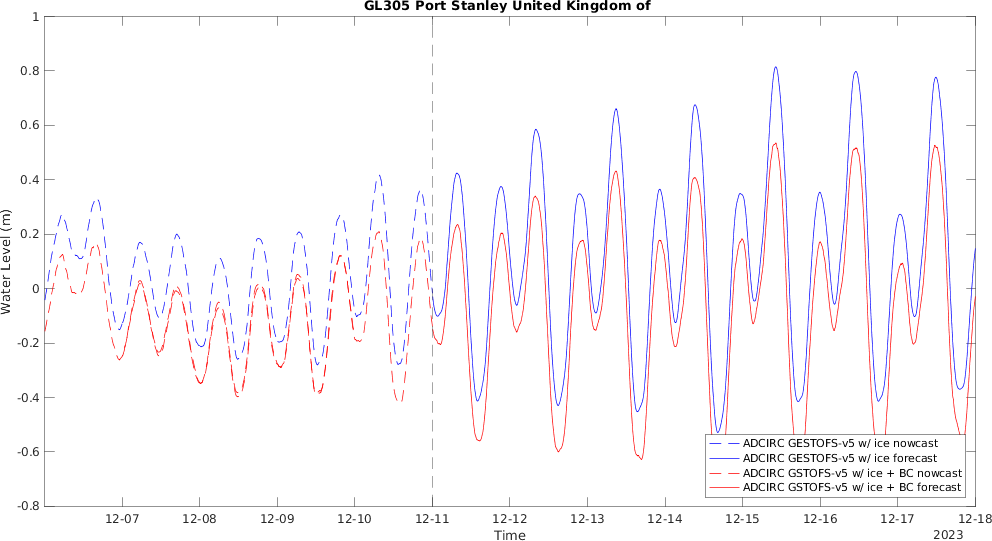 GL305 Port Stanley United Kingdom of
1
0.8
0.6
0.4
0.2
0
-0.2
-0.4
-0.6
-0.8
Water Level (m)
ADCIRC GESTOFS-v5 w/ ice nowcast
ADCIRC GESTOFS-v5 w/ ice forecast
ADCIRC GSTOFS-v5 w/ ice + BC nowcast
ADCIRC GSTOFS-v5 w/ ice + BC forecast
12-07 12-08 12-09 12-10 12-11 12-12 12-13 12-14 12-15 12-16 12-17 12-18
Time
2023